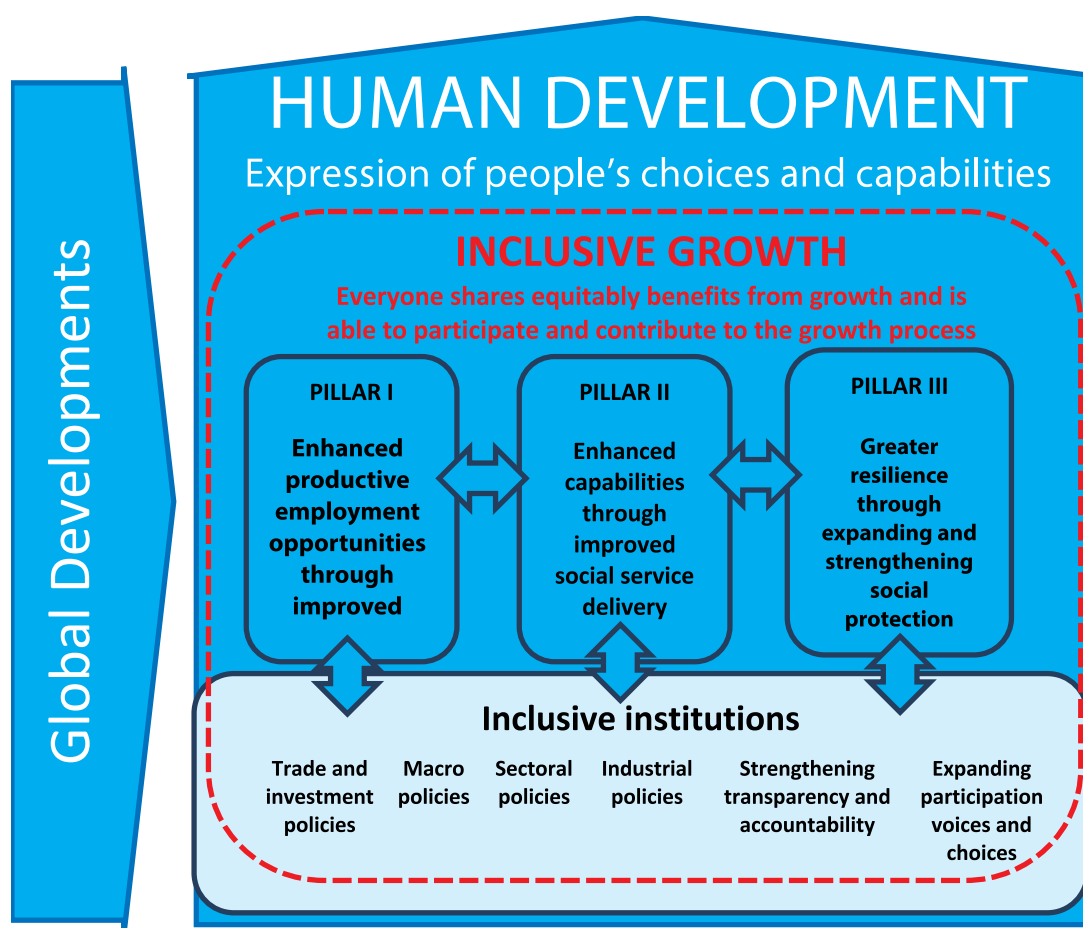 Global Developments
HUMAN DEVELOPMENT
Expression of people's choices and capabilities
INCLUSIVE GROWTH
Everyone shares equitably benefits from growth and is
able to participate and contribute to the growth process
PILLAR I
Enhanced
productive
employment
opportunities
through
improved
PILLAR II
Enhanced
capabilities
through
improved
social service
delivery
PILLAR III
Greater
resilience
through
expanding and
strengthening
social
protection
Inclusive institutions
Trade and
investment
policies
Macro
policies
Sectoral
policies
Industrial
policies
Strengthening
transparency and
accountability
Expanding
participation
voices and
choices